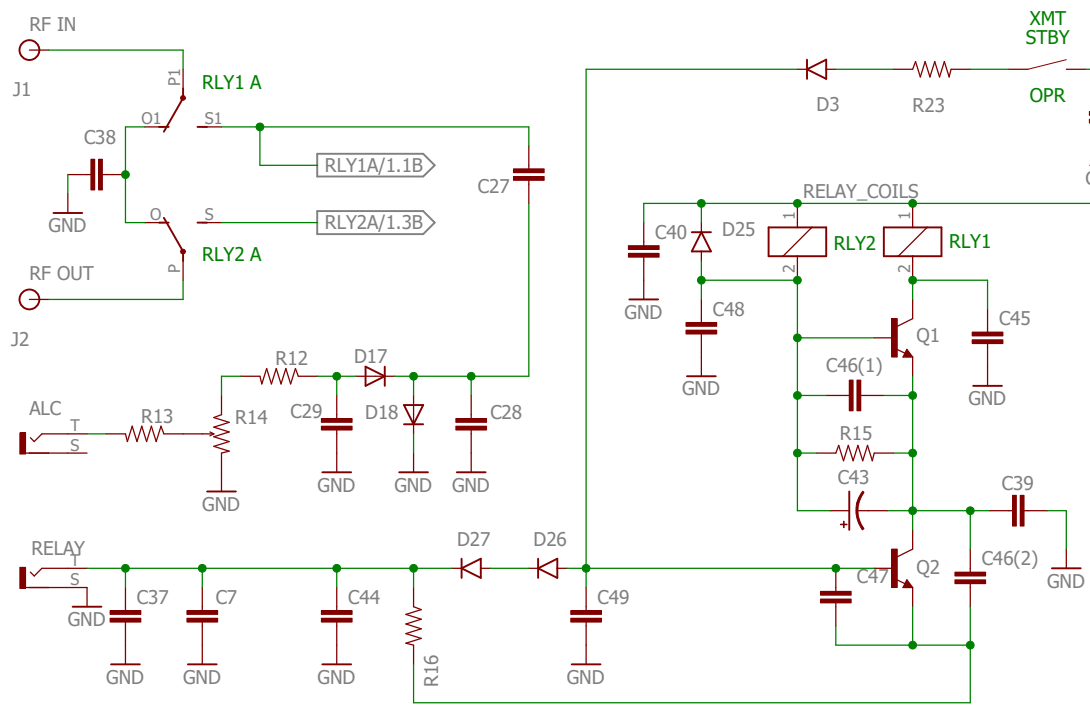 RF IN
J1
P1
RLY1 A
O1
S1
C38
GND
RLY1A/1.1B
C27
O
S
RLY2A/1.3B
RLY2 A
P
RF OUT
J2
XMT
STBY
OPR
D3
R23
RELAY_COILS
C40
D25
1
2
RLY2
1
2
RLY1
GND
C48
GND
Q1
C45
GND
C46(1)
R15
C43
+
C39
GND
R12
D17
R14
C29
D18
C28
GND
GND
GND
GND
ALC
T
S
R13
RELAY
T
S
GND
C37
GND
C7
GND
C44
GND
R16
D27
D26
C49
GND
C47
Q2
C46(2)